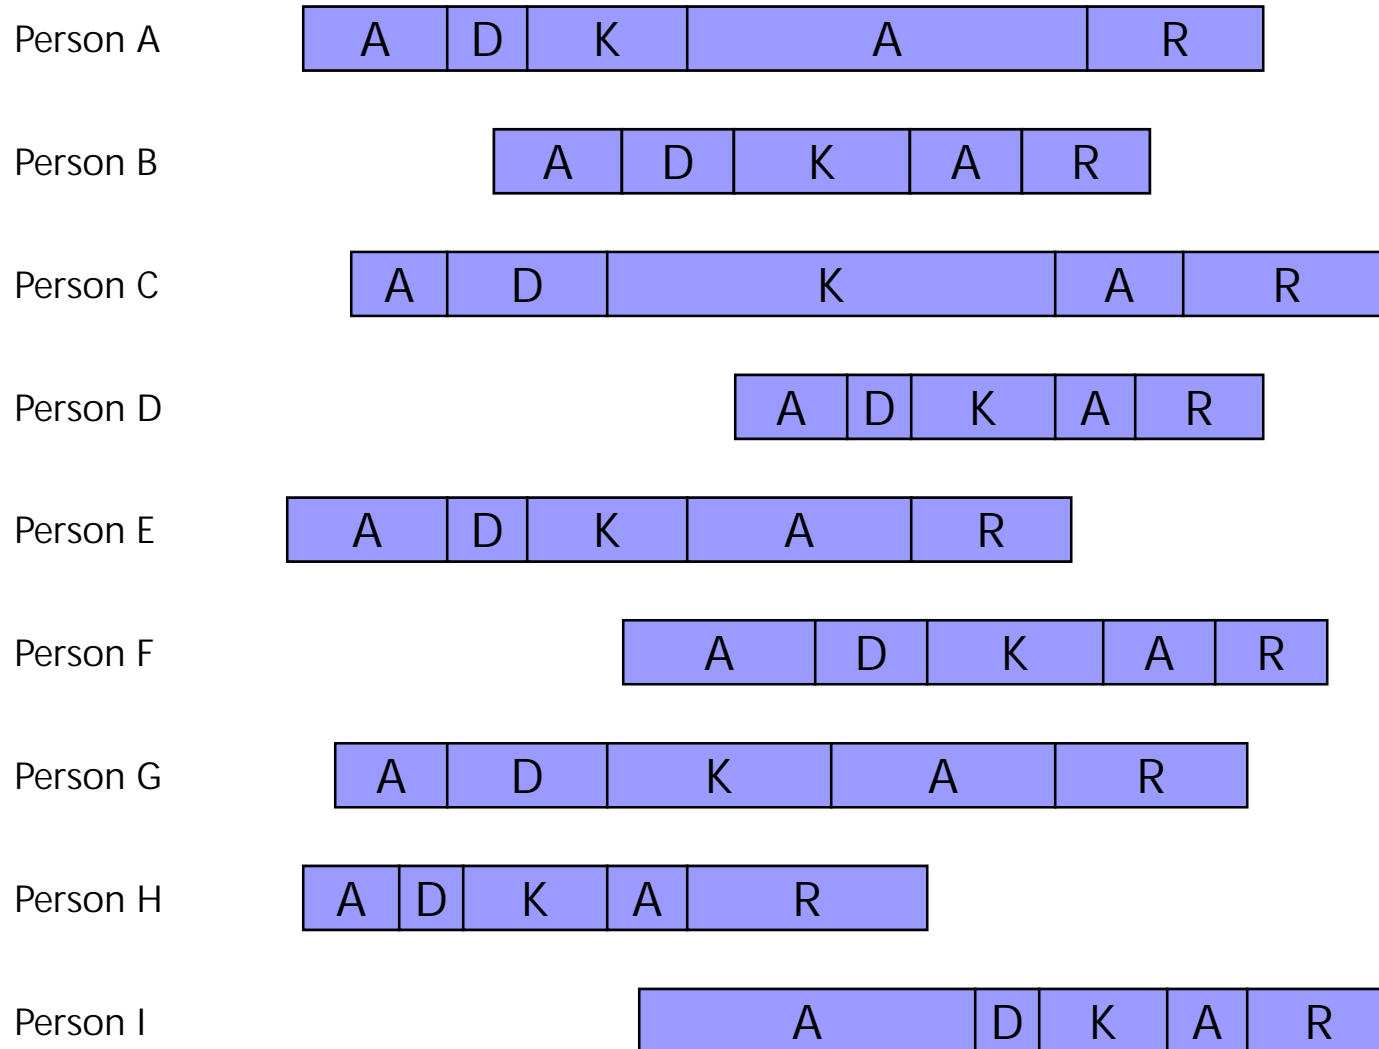 Person A A D K A R
Person B A D K A R
Person C A D K A R
Person D A D K A R
Person E A D K A R
Person F A D K A R
Person G A D K A R
Person H A D K A R
Person I A D K A R